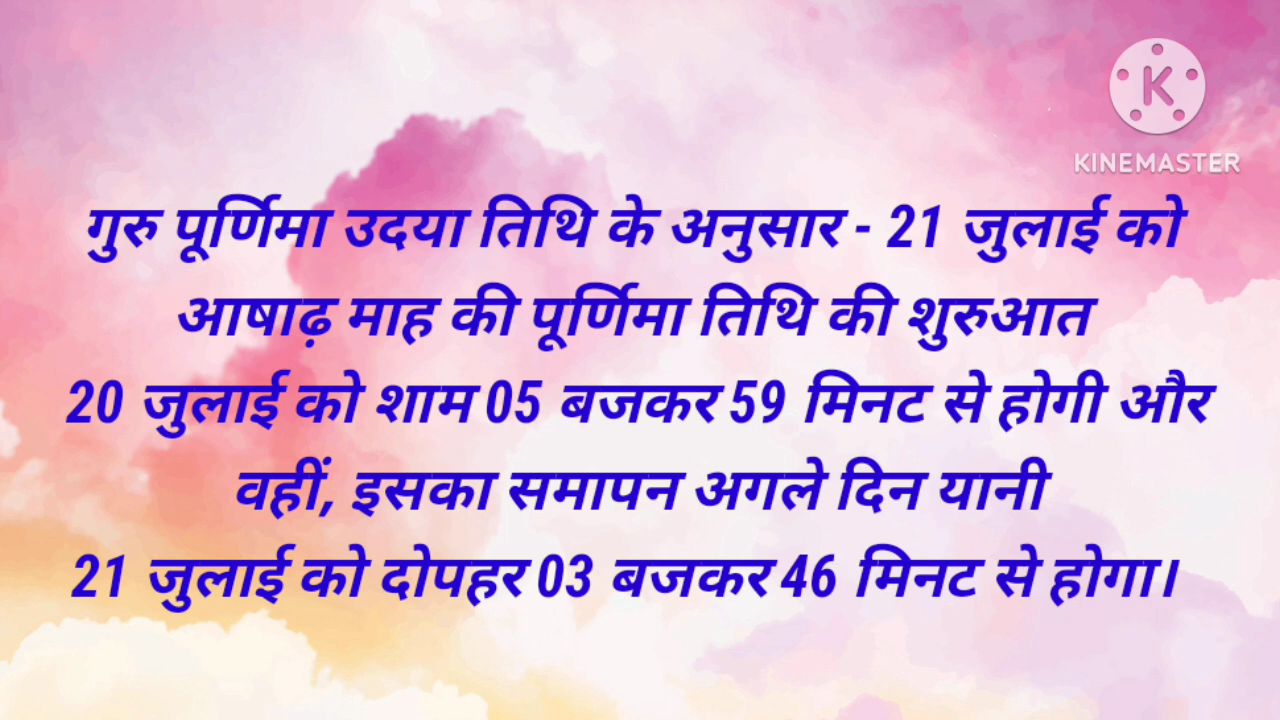 K
KINEMASTER
गुरु पूर्णिमा उदया तिथि के अनुसार - 21 जुलाई को
आषाढ़ माह की पूर्णिमा तिथि की शुरुआत
20 जुलाई को शाम 05 बजकर 59 मिनट से होगी और
वहीं, इसका समापन अगले दिन यानी
21 जुलाई को दोपहर 03 बजकर 46 मिनट से होगा।